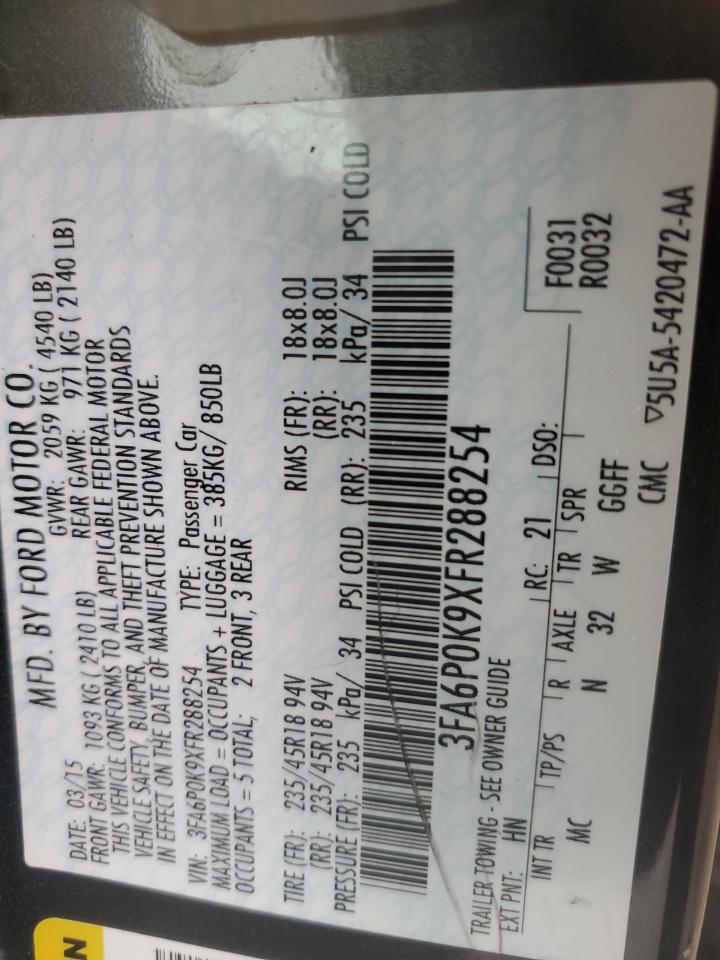 MFD. BY FORD MOTOR CO.
DATE: 03/15 GVWR: 2059 KG ( 4540 LB)
FRONT GAWR: 1093 KG ( 2410 LB) REAR GAWR: 971 KG ( 2140 LB)
THIS VEHICLE CONFORMS TO ALL APPLICABLE FEDERAL MOTOR
VEHICLE SAFETY, BUMPER, AND THEFT PREVENTION STANDARDS
IN EFFECT ON THE DATE OF MANUFACTURE SHOWN ABOVE.
VIN: 3FA6P0K9XFR288254 TYPE: Passenger Car
MAXIMUM LOAD = OCCUPANTS + LUGGAGE = 385KG/ 850LB
OCCUPANTS = 5 TOTAL; 2 FRONT, 3 REAR
TIRE (FR): 235/45R18 94V RIMS (FR): 18x8.0J
(RR): 235/45R18 94V (RR): 18x8.0J
PRESSURE (FR): 235 kPa/ 34 PSI COLD (RR): 235 kPa/ 34 PSI COLD
3FA6P0K9XFR288254
TRAILER TOWING - SEE OWNER GUIDE
EXT PNT: HN RC: 21 DSO:
F0031
R0032
INT TR TP/PS R AXLE TR SPR
MC N 32 W GGFF
CMC ▽5U5A-5420472-AA
N